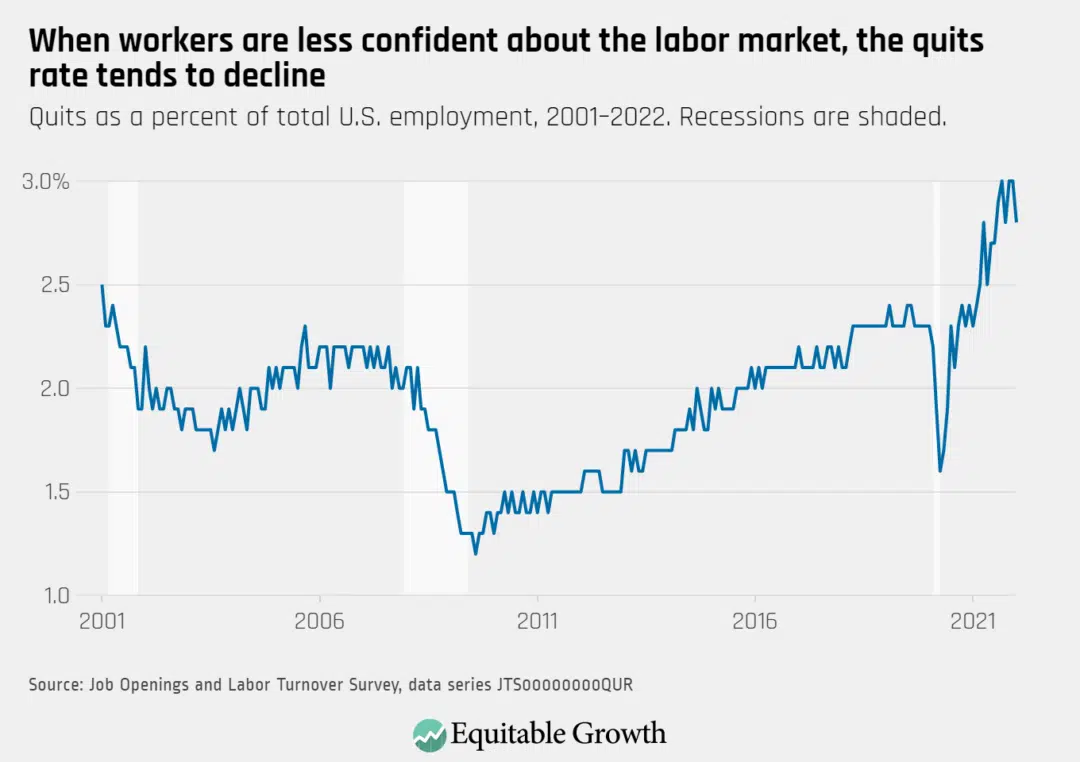 When workers are less confident about the labor market, the quits
rate tends to decline
Quits as a percent of total U.S. employment, 2001–2022. Recessions are shaded.
3.0%
2.5
2.0
1.5
1.0
2001 2006 2011 2016 2021
Source: Job Openings and Labor Turnover Survey, data series JTS00000000QUR
Equitable Growth